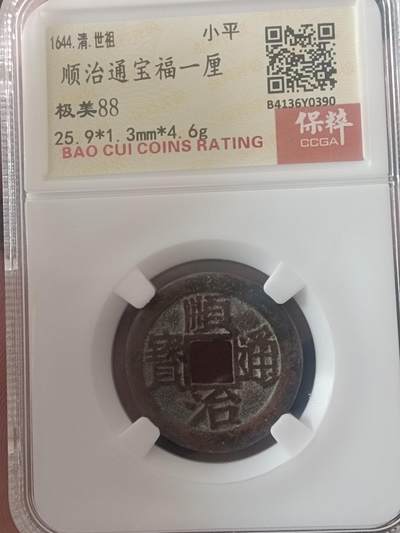 1644.清.世祖 小平
顺治通宝福一厘
极美88
B4136Y0390
25.9*1.3mm*4.6g
保粹
CCGA
BAO CUI COINS RATING
順治通寶